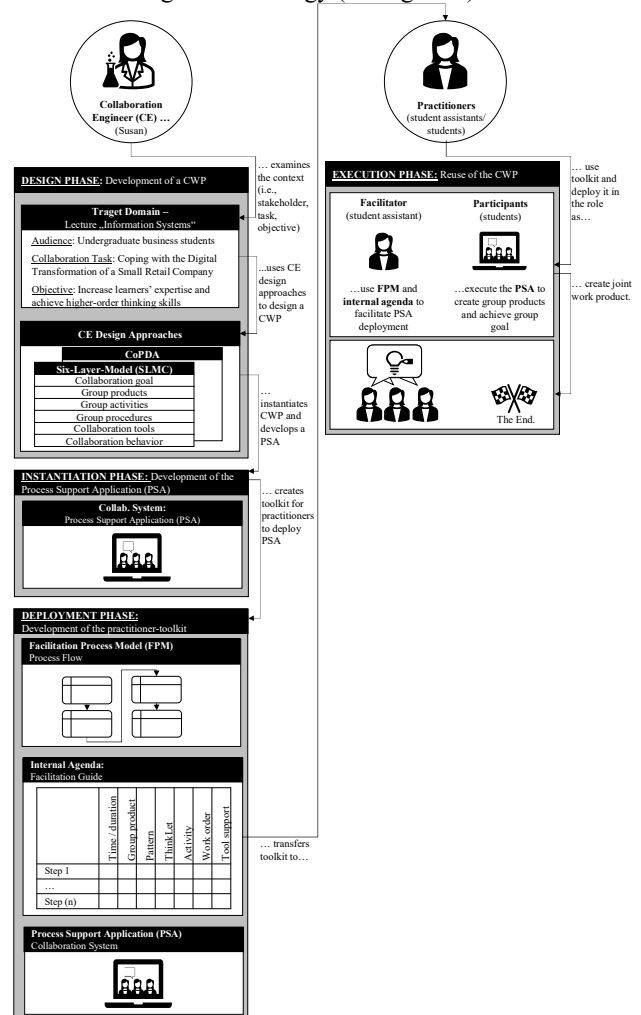 Collaboration
Engineer (CE) …
(Susan)
… examines
the context
(i.e.,
stakeholder,
task,
objective)
DESIGN PHASE: Development of a CWP
Traget Domain –
Lecture „Information Systems“
Audience: Undergraduate business students
Collaboration Task: Coping with the Digital
Transformation of a Small Retail Company
Objective: Increase learners’ expertise and
achieve higher-order thinking skills
...uses CE
design
approaches
to design a
CWP
CE Design Approaches
CoPDA
Six-Layer-Model (SLMC)
Collaboration goal
Group products
Group activities
Group procedures
Collaboration tools
Collaboration behavior
…
instantiates
CWP and
develops a
PSA
INSTANTIATION PHASE: Development of the
Process Support Application (PSA)
Collab. System:
Process Support Application (PSA)
… creates
toolkit for
practitioners
to deploy
PSA
DEPLOYMENT PHASE:
Development of the practitioner-toolkit
Facilitation Process Model (FPM)
Process Flow
Internal Agenda:
Facilitation Guide
Time / duration
Group product
Pattern
ThinkLet
Activity
Work order
Tool support
Step 1
…
Step (n)
… transfers
toolkit to…
Process Support Application (PSA)
Collaboration System
Practitioners
(student assistants/
students)
… use
toolkit and
deploy it in
the role
as…
EXECUTION PHASE: Reuse of the CWP
Facilitator
(student assistant)
Participants
(students)
…use FPM and
internal agenda to
facilitate PSA
deployment
…execute the PSA to
create group products
and achieve group
goal
… create joint
work product.
The End.